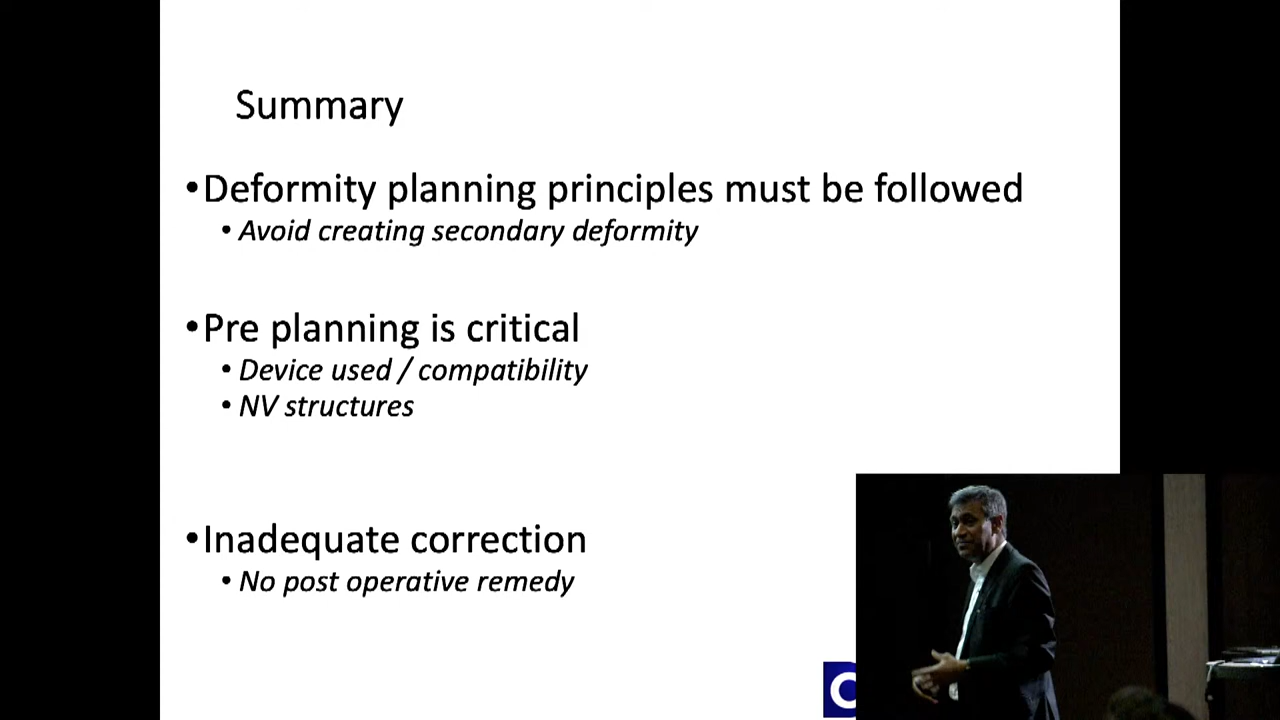 Summary
•Deformity planning principles must be followed
• Avoid creating secondary deformity
•Pre planning is critical
• Device used / compatibility
• NV structures
•Inadequate correction
• No post operative remedy